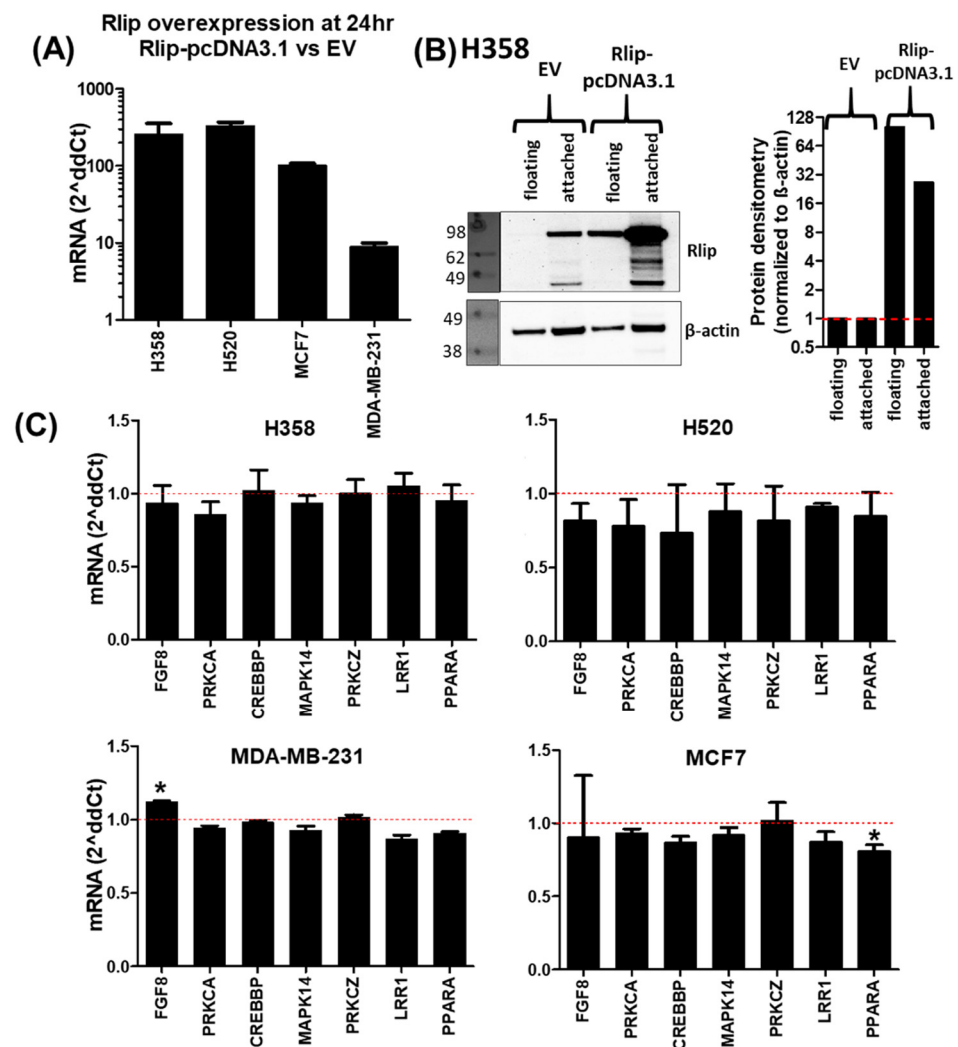 Rlip overexpression at 24hr
(A) Rlip-pcDNA3.1 vs EV
mRNA (2^ddCt)
1000
100
10
1
H358
H520
MCF7
MDA-MB-231
(B) H358
EV
Rlip-
pcDNA3.1
floating
attached
floating
attached
98
62
49
Rlip
49
38
β-actin
EV
Rlip-
pcDNA3.1
Protein densitometry
(normalized to ß-actin)
128
64
32
16
8
4
2
1
0.5
floating
attached
floating
attached
(C)
H358
mRNA (2^ddCt)
1.5
1.0
0.5
0.0
FGF8
PRKCA
CREBBP
MAPK14
PRKCZ
LRR1
PPARA
H520
1.5
1.0
0.5
0.0
FGF8
PRKCA
CREBBP
MAPK14
PRKCZ
LRR1
PPARA
MDA-MB-231
mRNA (2^ddCt)
1.5
1.0
0.5
0.0
*
FGF8
PRKCA
CREBBP
MAPK14
PRKCZ
LRR1
PPARA
MCF7
1.5
1.0
0.5
0.0
*
FGF8
PRKCA
CREBBP
MAPK14
PRKCZ
LRR1
PPARA